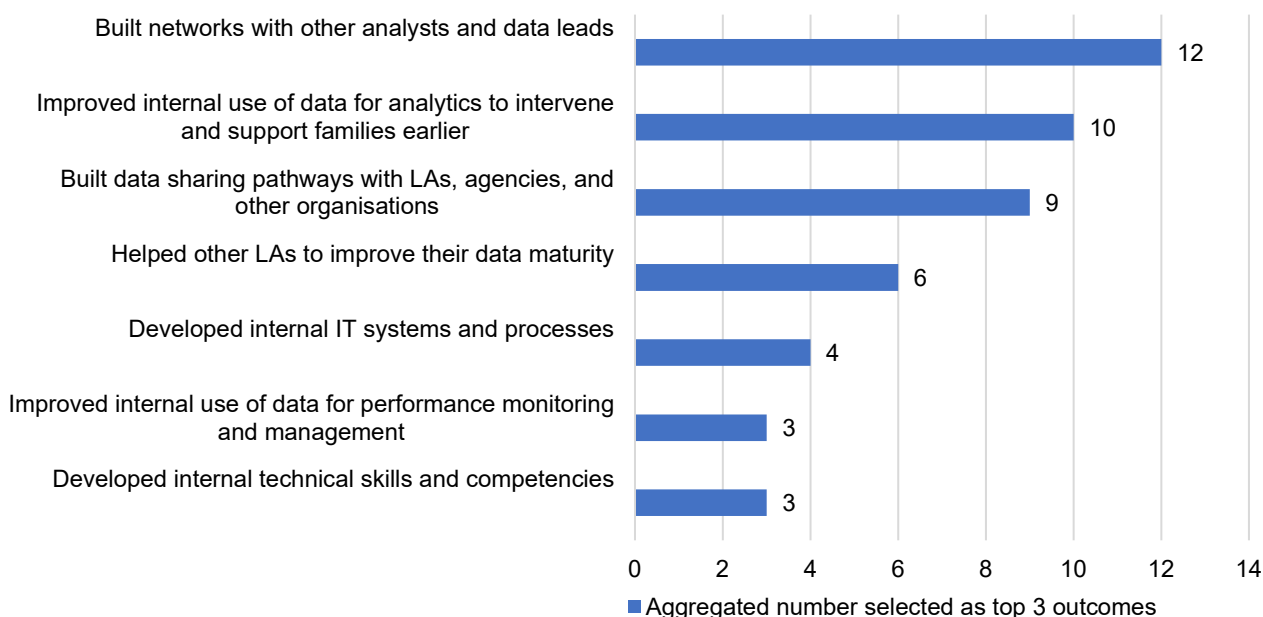 Built networks with other analysts and data leads
12
Improved internal use of data for analytics to intervene
and support families earlier
10
Built data sharing pathways with LAs, agencies, and
other organisations
9
Helped other LAs to improve their data maturity
6
Developed internal IT systems and processes
4
Improved internal use of data for performance monitoring
and management
3
Developed internal technical skills and competencies
3
0 2 4 6 8 10 12 14
Aggregated number selected as top 3 outcomes